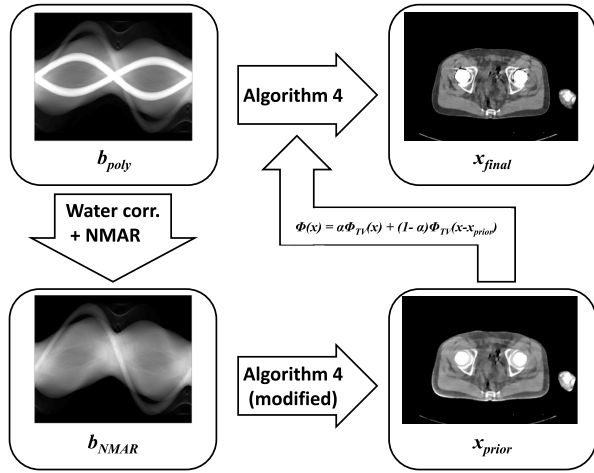 b_poly
Algorithm 4
x_final
Water corr.
+ NMAR
Φ(x) = αΦ_TV(x) + (1- α)Φ_TV(x-x_prior)
b_NMAR
Algorithm 4
(modified)
x_prior